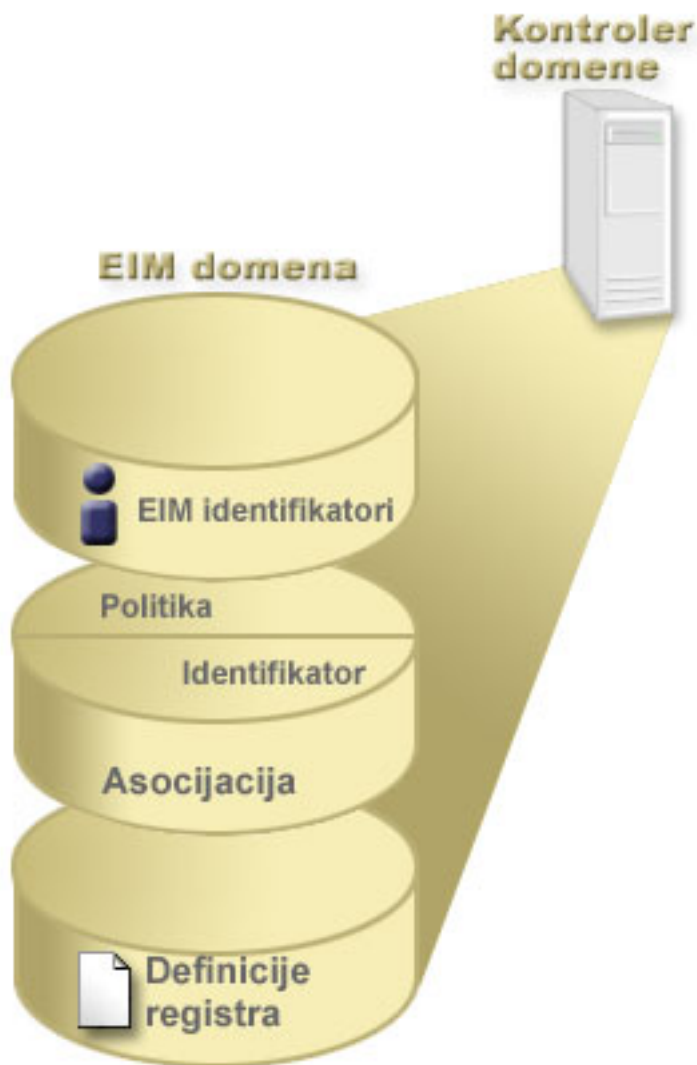 Kontroler
domene
EIM domena
EIM identifikatori
Politika
Identifikator
Asocijacija
Definicije
registra